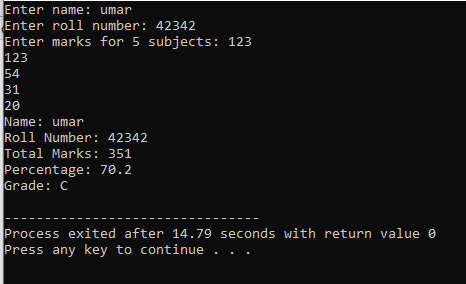 Enter name: umar
Enter roll number: 42342
Enter marks for 5 subjects: 123
123
54
31
20
Name: umar
Roll Number: 42342
Total Marks: 351
Percentage: 70.2
Grade: C
--------------------------------
Process exited after 14.79 seconds with return value 0
Press any key to continue . . .